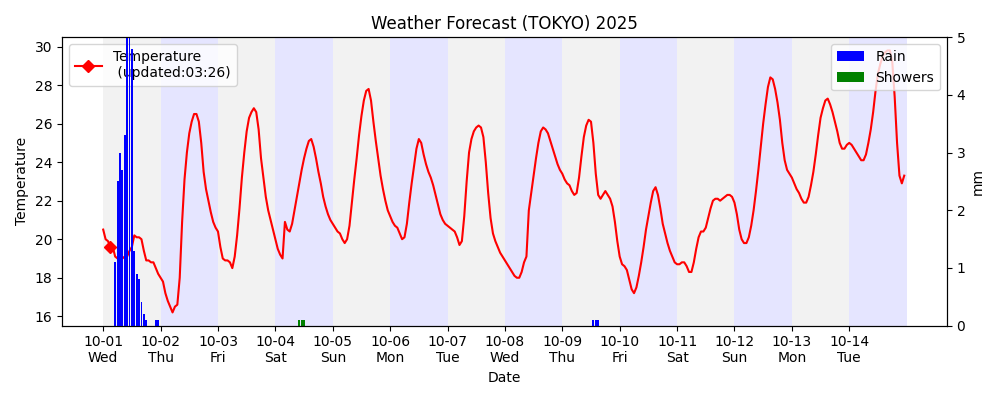 Weather Forecast (TOKYO) 2025
Temperature
(updated:03:26)
Rain
Showers
Temperature
30
28
26
24
22
20
18
16
5
4
3
2
1
0
mm
10-01 10-02 10-03 10-04 10-05 10-06 10-07 10-08 10-09 10-10 10-11 10-12 10-13 10-14
Wed Thu Fri Sat Sun Mon Tue Wed Thu Fri Sat Sun Mon Tue
Date